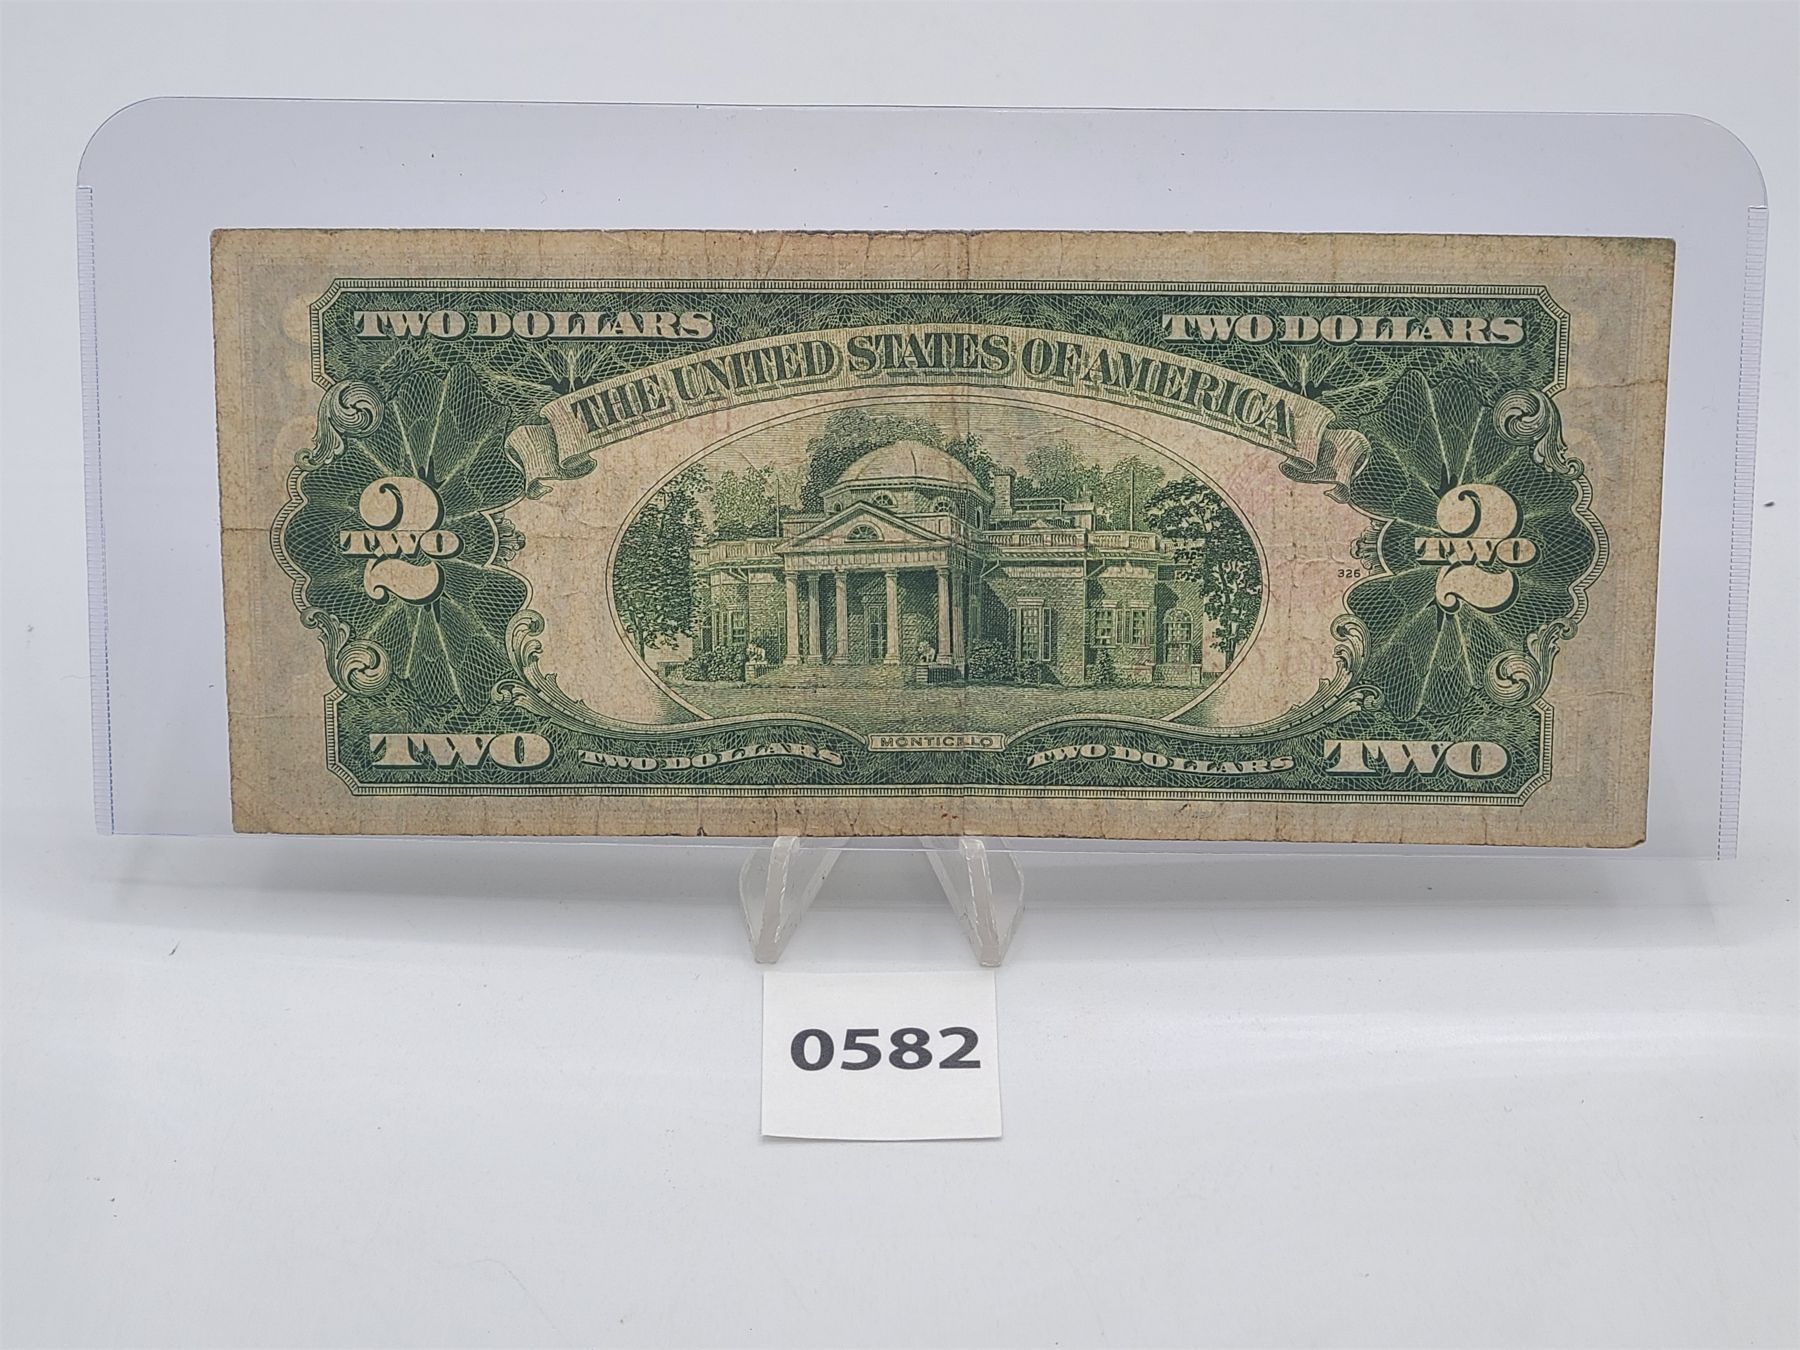 TWO DOLLARS TWO DOLLARS
THE UNITED STATES OF AMERICA
2 2
TWO TWO
326
MONTICELLO
TWO TWO DOLLARS TWO DOLLARS TWO
0582